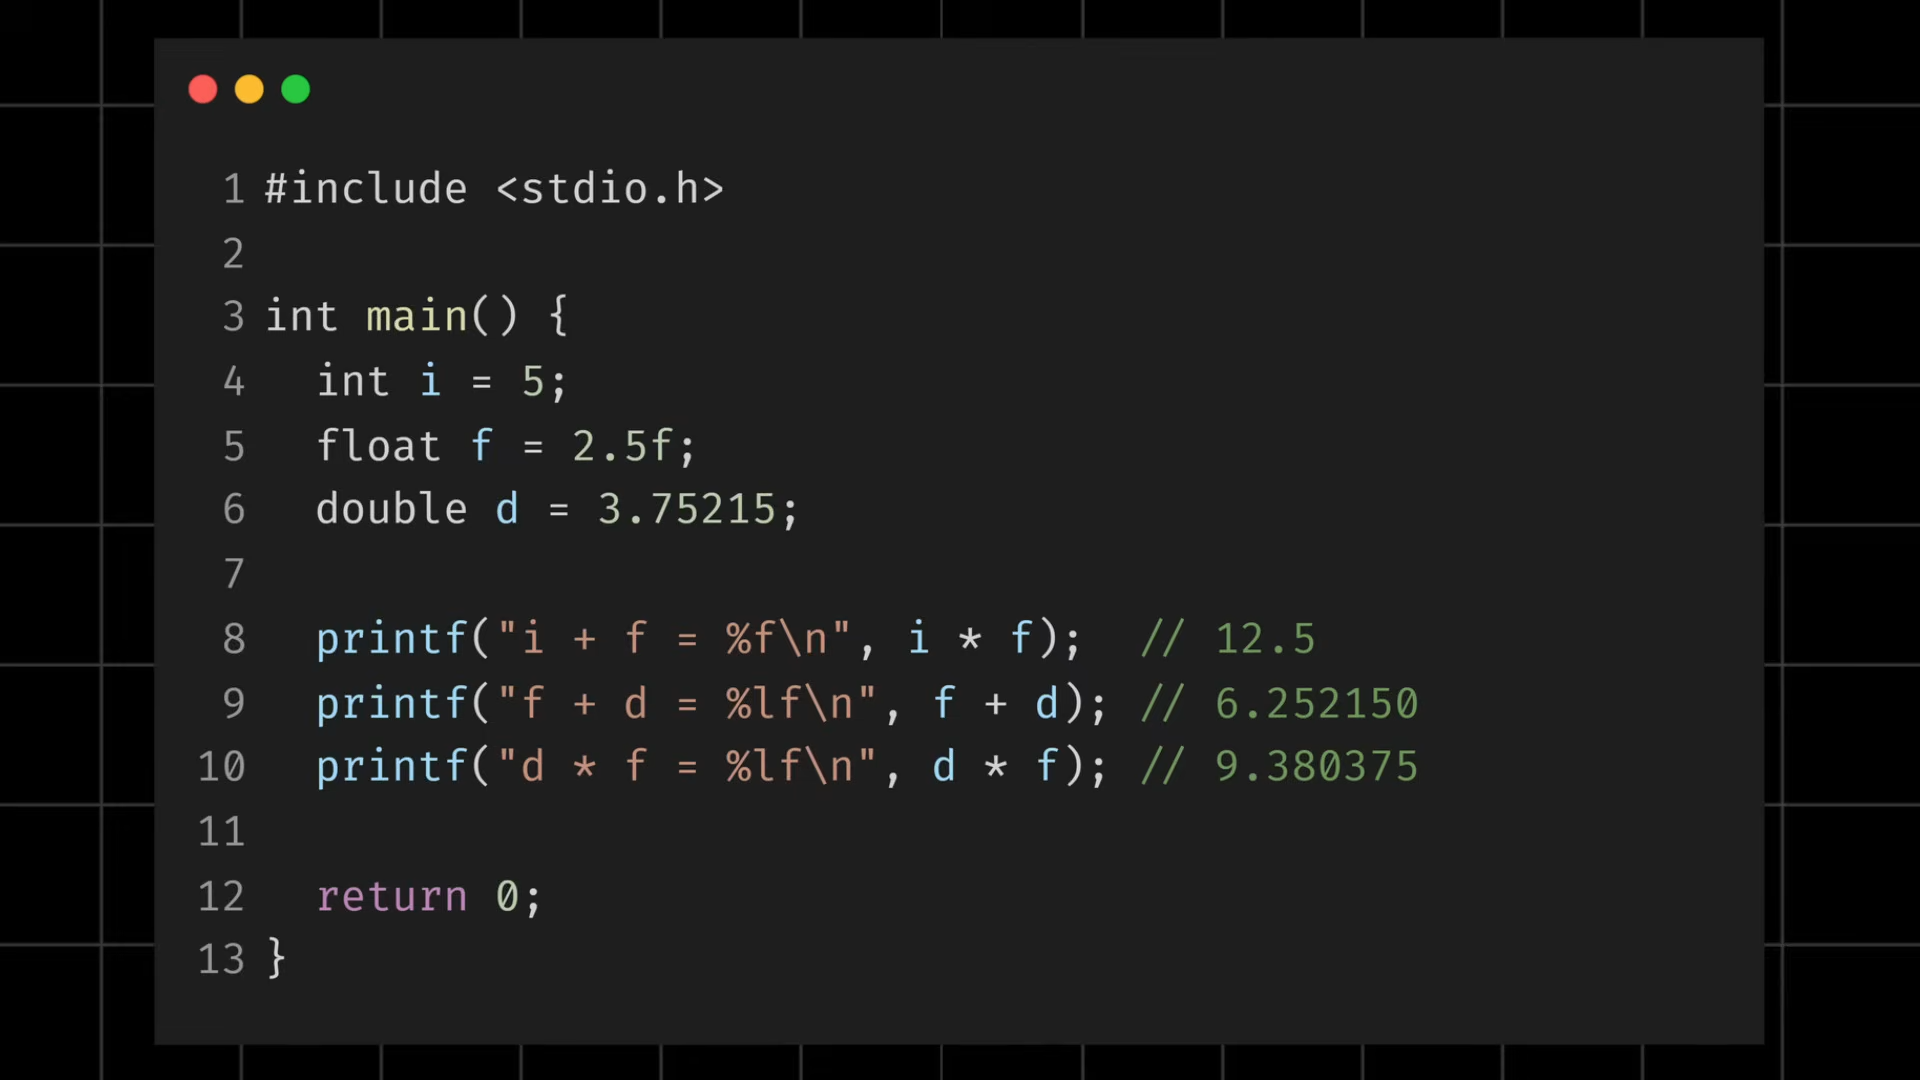 1 #include <stdio.h>
2
3 int main() {
4   int i = 5;
5   float f = 2.5f;
6   double d = 3.75215;
7
8   printf("i + f = %f\n", i * f);   // 12.5
9   printf("f + d = %lf\n", f + d); // 6.252150
10   printf("d * f = %lf\n", d * f); // 9.380375
11
12   return 0;
13 }